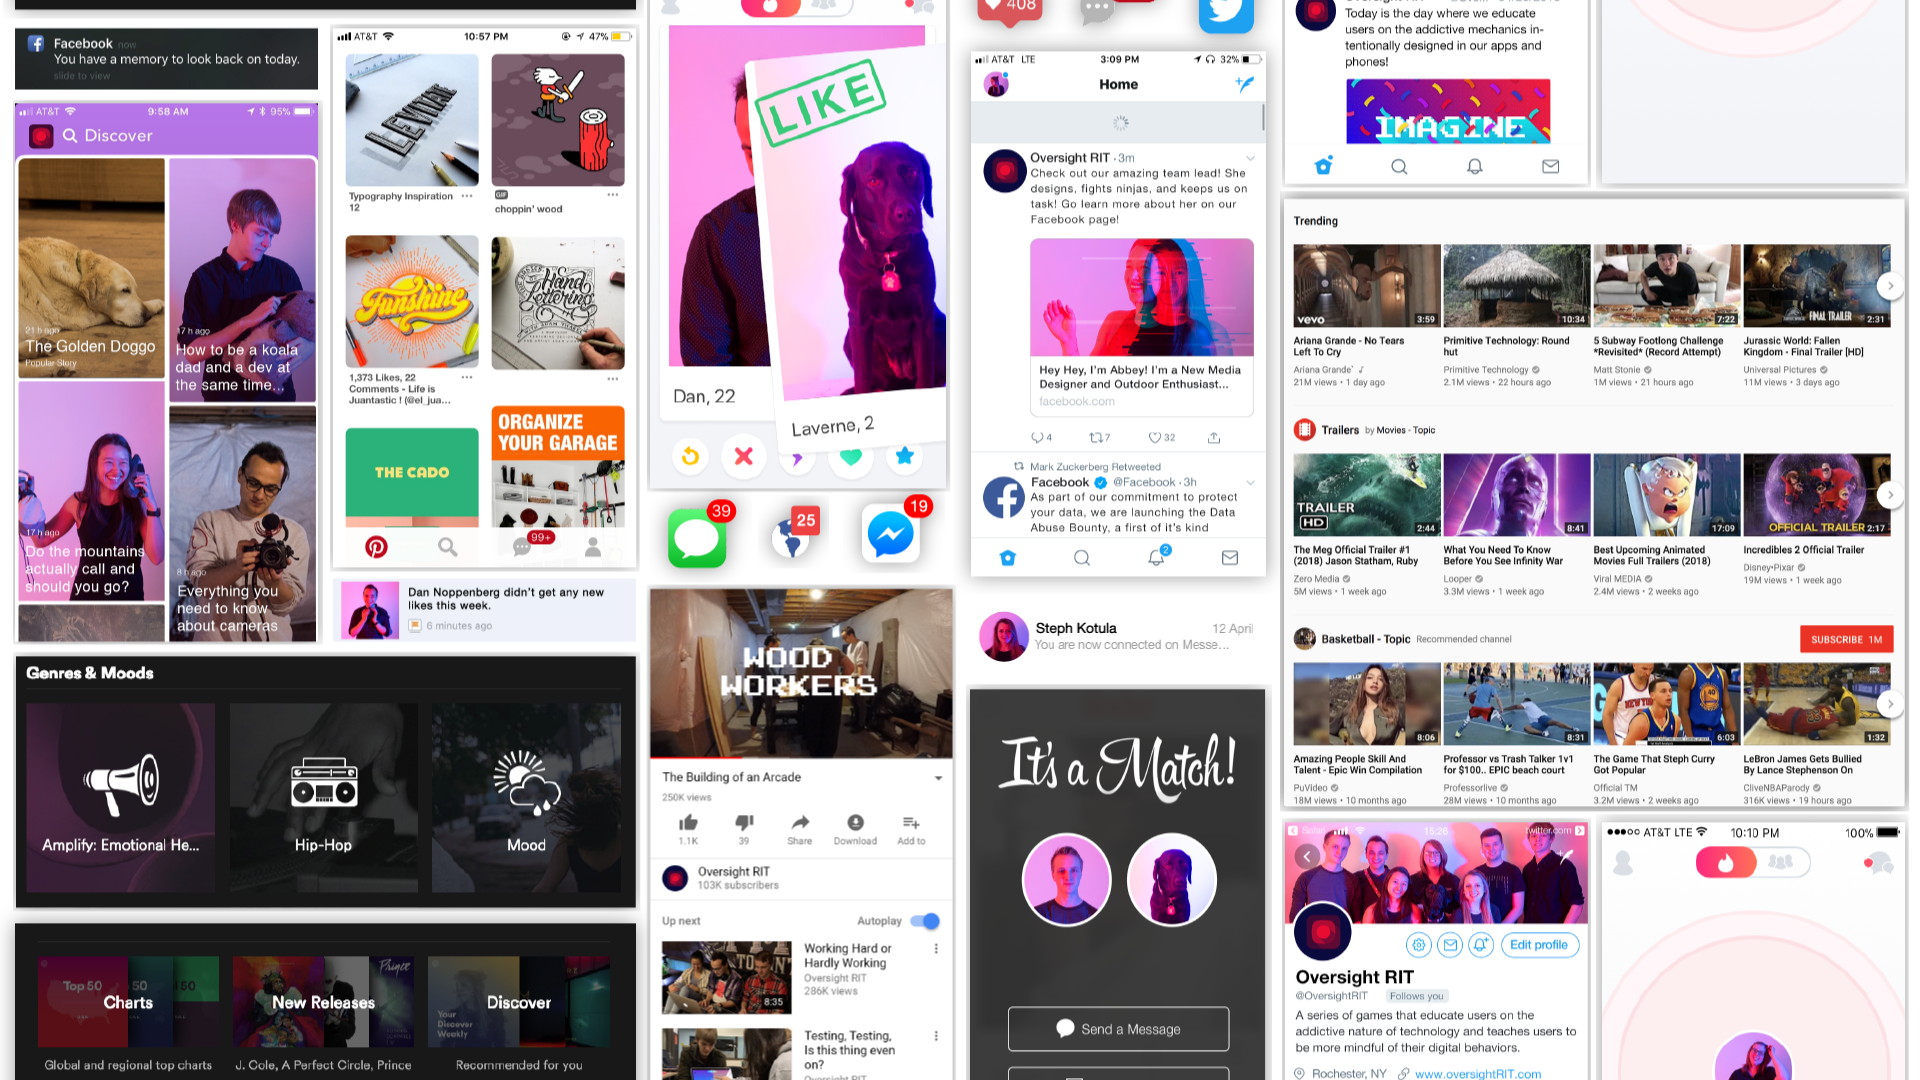 Facebook now
You have a memory to look back on today.
slide to view
AT&T
9:58 AM
95%
Discover
21 h ago
The Golden Doggo
Popular Story
17 h ago
How to be a koala
dad and a dev at
the same time...
17 h ago
Do the mountains
actually call and
should you go?
8 h ago
Everything you
need to know
about cameras
AT&T
10:57 PM
47%
Typography Inspiration
12
GIF
choppin' wood
Funshine
Hand
Lettering
1,373 Likes, 22
Comments - Life is
Juantastic ! (@el_jua...
ORGANIZE
YOUR GARAGE
THE CADO
99+
Dan Noppenberg didn't get any new
likes this week.
6 minutes ago
Genres & Moods
Amplify: Emotional He...
Hip-Hop
Mood
Top 50
50
50
Charts
New Releases
Prince
Discover
Your
Discover
Weekly
Global and regional top charts
J. Cole, A Perfect Circle, Prince
Recommended for you
LIKE
Dan, 22
Laverne, 2
39
25
19
WOOD
WORKERS
The Building of an Arcade
250K views
1.1K
39
Share
Download
Add to
Oversight RIT
103K subscribers
Up next
Autoplay
8:35
Working Hard or
Hardly Working
Oversight RIT
286K views
Testing, Testing,
Is this thing even
on?
Oversight RIT
408
AT&T LTE
3:09 PM
32%
Home
Oversight RIT · 3m
Check out our amazing team lead! She
designs, fights ninjas, and keeps us on
task! Go learn more about her on our
Facebook page!
Hey Hey, I'm Abbey! I'm a New Media
Designer and Outdoor Enthusiast...
facebook.com
4
7
32
Mark Zuckerberg Retweeted
Facebook @Facebook · 3h
As part of our commitment to protect
your data, we are launching the Data
Abuse Bounty, a first of it's kind
2
Steph Kotula
12 April
You are now connected on Messe...
It's a Match!
Send a Message
Today is the day where we educate
users on the addictive mechanics in-
tentionally designed in our apps and
phones!
IMAGINE
Trending
vevo
3:59
10:34
7:22
FINAL TRAILER
2:31
Ariana Grande - No Tears
Left To Cry
Ariana Grande
21M views • 1 day ago
Primitive Technology: Round
hut
Primitive Technology
2.1M views • 22 hours ago
5 Subway Footlong Challenge
*Revisited* (Record Attempt)
Matt Stonie
1M views • 21 hours ago
Jurassic World: Fallen
Kingdom - Final Trailer [HD]
Universal Pictures
11M views • 3 days ago
Trailers by Movies - Topic
TRAILER
HD
2:44
8:41
17:09
OFFICIAL TRAILER 2:17
The Meg Official Trailer #1
(2018) Jason Statham, Ruby
Zero Media
5M views • 1 week ago
What You Need To Know
Before You See Infinity War
Looper
3.3M views • 1 week ago
Best Upcoming Animated
Movies Full Trailers (2018)
Viral MEDIA
2.4M views • 2 weeks ago
Incredibles 2 Official Trailer
Disney•Pixar
19M views • 1 week ago
Basketball - Topic Recommended channel
SUBSCRIBE 1M
8:06
8:31
6:03
1:32
Amazing People Skill And
Talent - Epic Win Compilation
PuVideo
18M views • 10 months ago
Professor vs Trash Talker 1v1
for $100.. EPIC beach court
Professorlive
28M views • 10 months ago
The Game That Steph Curry
Got Popular
Official TM
3.2M views • 2 weeks ago
LeBron James Gets Bullied
By Lance Stephenson On
CliveNBAParody
316K views • 19 hours ago
Safari
15:26
twitter.com
Edit profile
Oversight RIT
@OversightRIT
Follows you
A series of games that educate users on the
addictive nature of technology and teaches users to
be more mindful of their digital behaviors.
Rochester, NY
www.oversightRIT.com
AT&T LTE
10:10 PM
100%